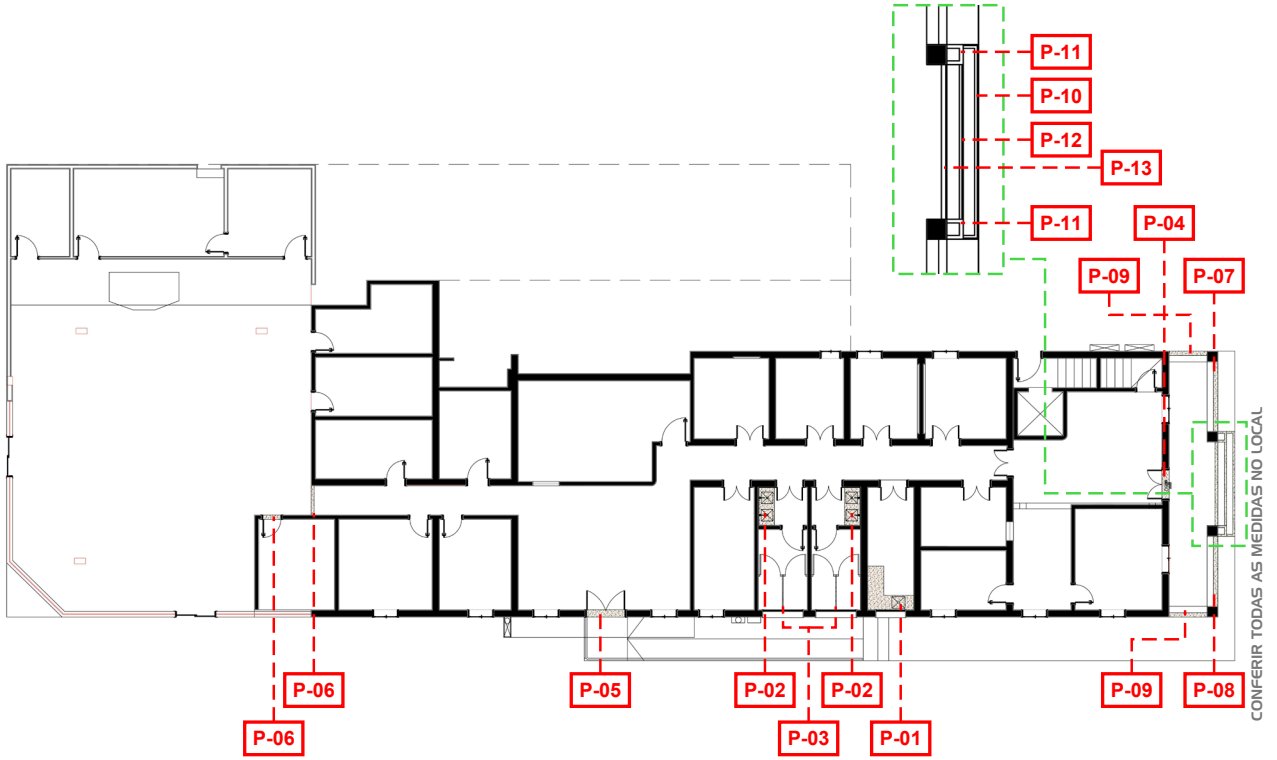 P-11
P-10
P-12
P-13
P-11
P-04
P-09
P-07
P-06
P-05
P-02
P-02
P-09
P-08
P-06
P-03
P-01
CONFERIR TODAS AS MEDIDAS NO LOCAL